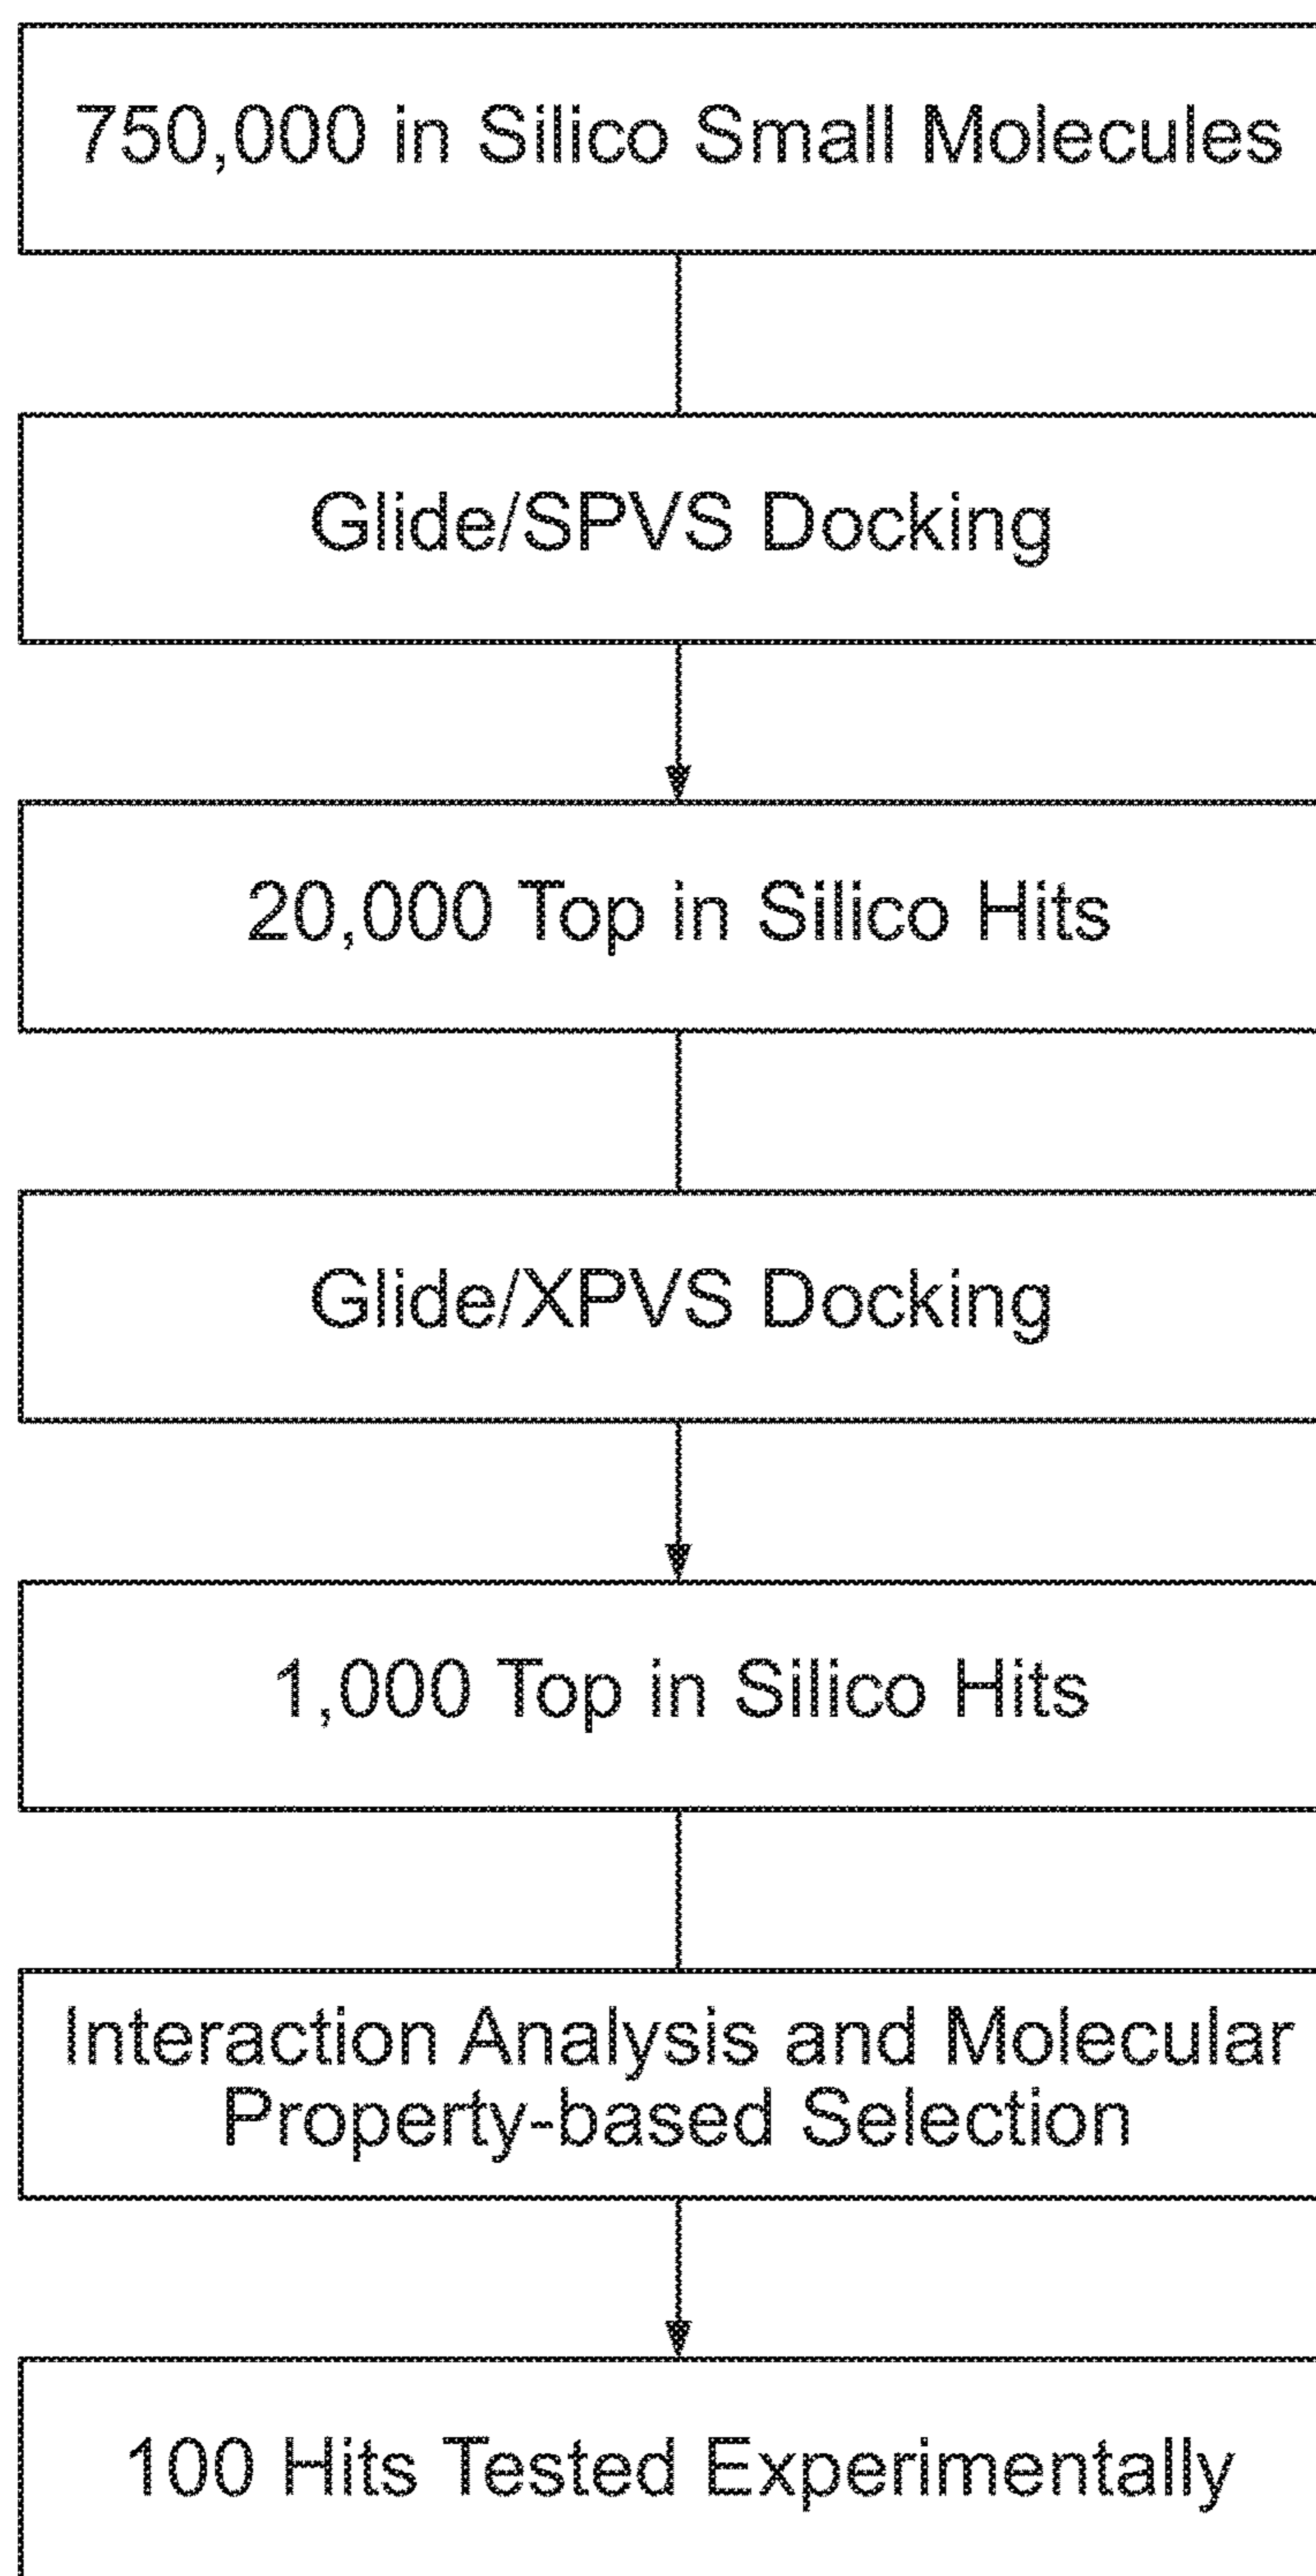 750,000 in Silico Small Molecules
Glide/SPVS Docking
20,000 Top in Silico Hits
Glide/XPVS Docking
1,000 Top in Silico Hits
Interaction Analysis and Molecular
Property-based Selection
100 Hits Tested Experimentally